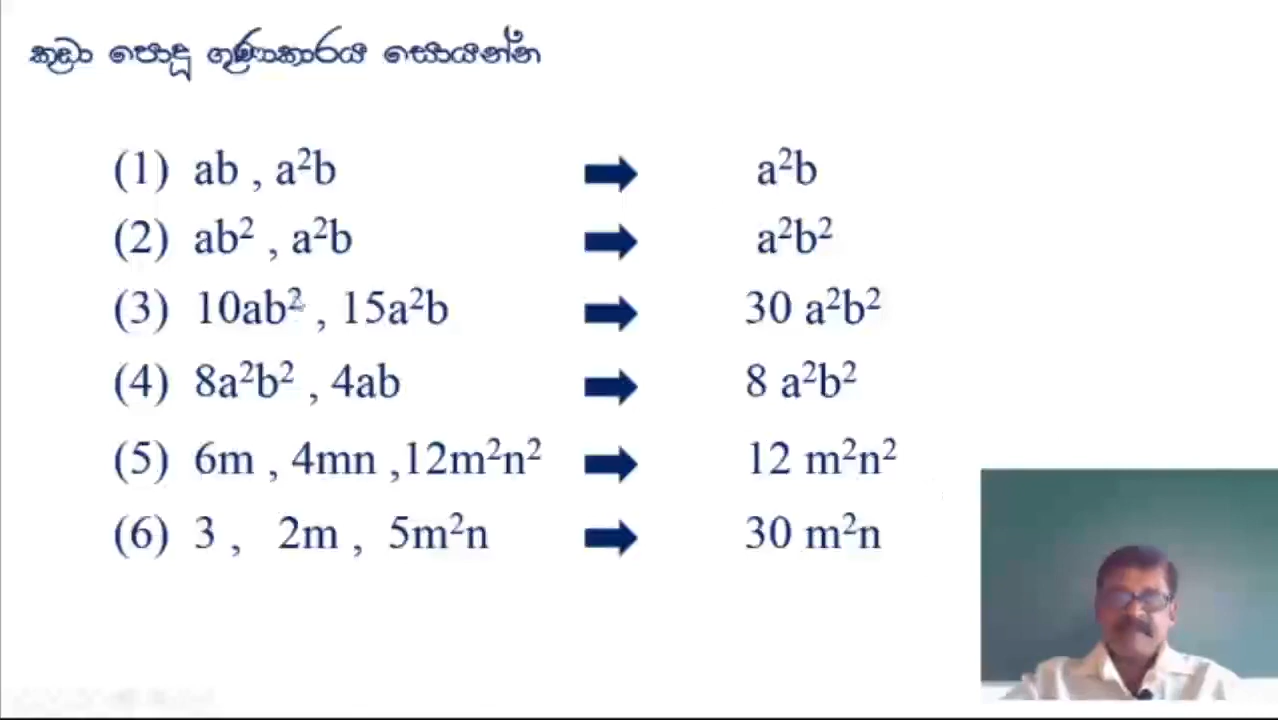 කුඩා පොදු ගුණාකාරය සොයන්න
(1) ab , a²b ➡ a²b
(2) ab² , a²b ➡ a²b²
(3) 10ab² , 15a²b ➡ 30 a²b²
(4) 8a²b² , 4ab ➡ 8 a²b²
(5) 6m , 4mn ,12m²n² ➡ 12 m²n²
(6) 3 , 2m , 5m²n ➡ 30 m²n